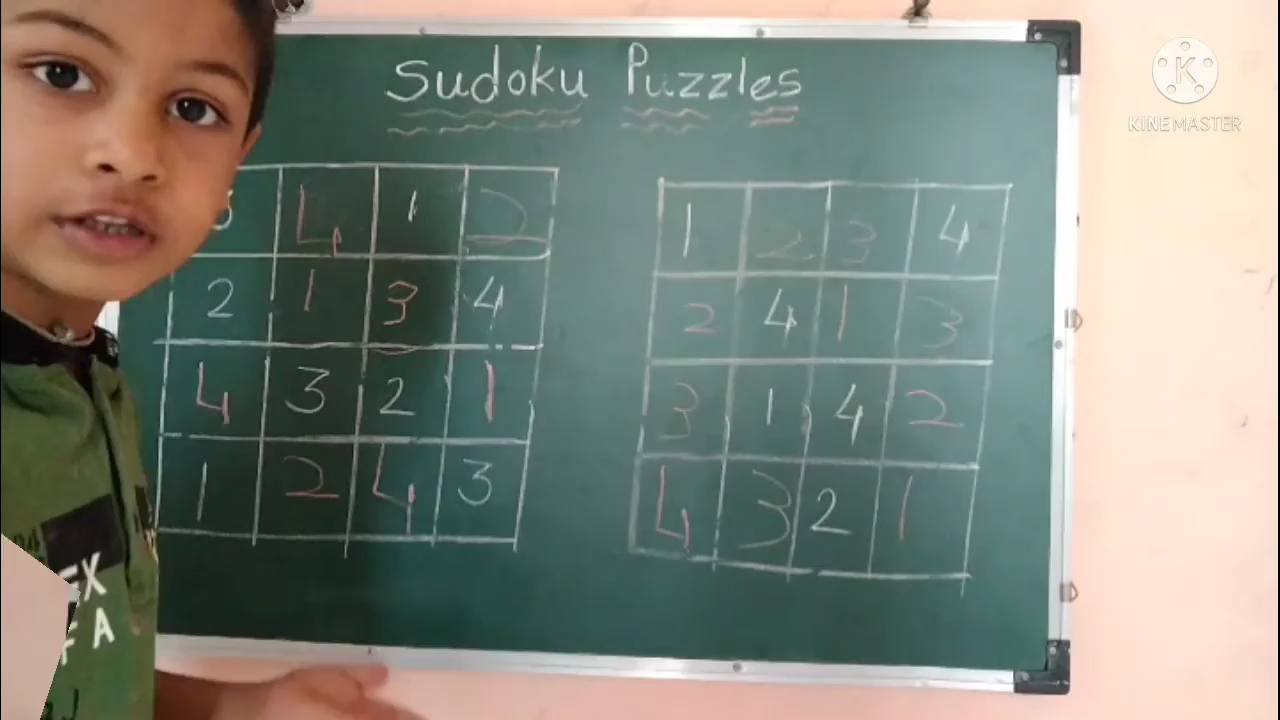 Sudoku Puzzles
3 4 1 2
2 1 3 4
4 3 2 1
1 2 4 3
1 2 3 4
2 4 1 3
3 1 4 2
4 3 2 1
KINEMASTER